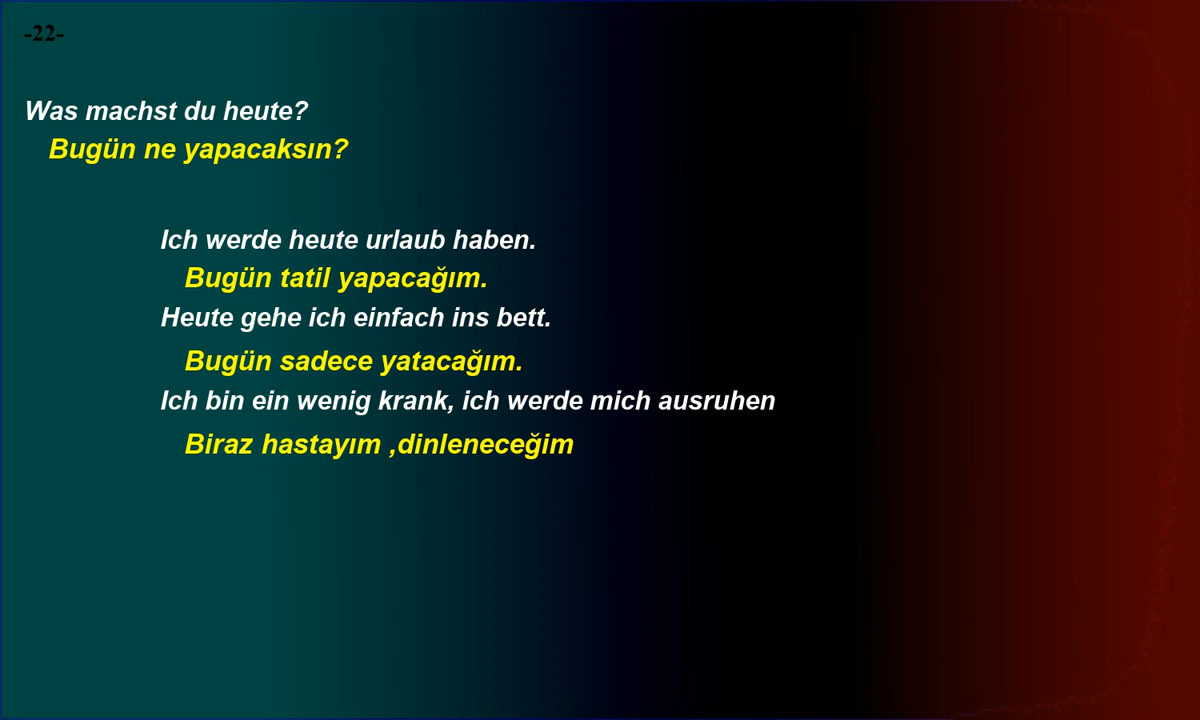 -22-
Was machst du heute?
Bugün ne yapacaksın?
Ich werde heute urlaub haben.
Bugün tatil yapacağım.
Heute gehe ich einfach ins bett.
Bugün sadece yatacağım.
Ich bin ein wenig krank, ich werde mich ausruhen
Biraz hastayım ,dinleneceğim